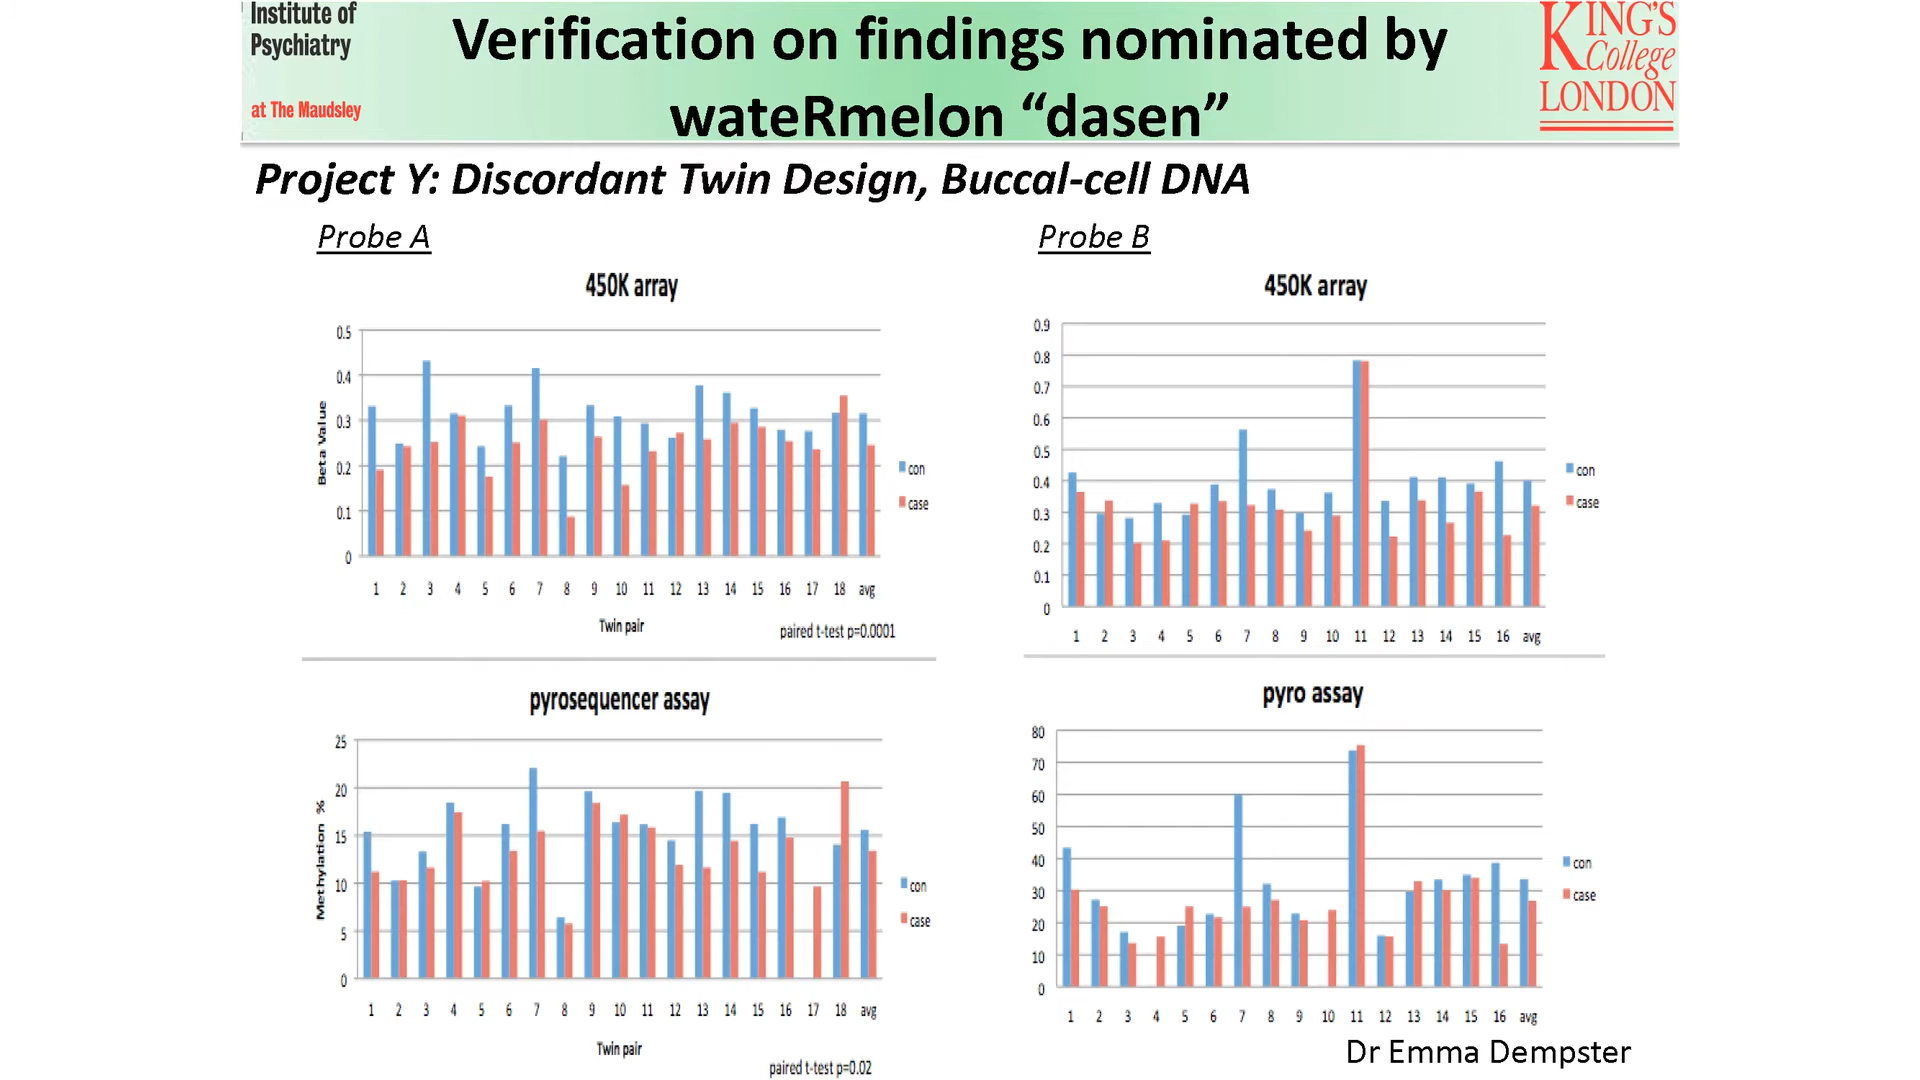 Institute of
Psychiatry
at The Maudsley
Verification on findings nominated by
wateRmelon “dasen”
KING'S
College
LONDON
Project Y: Discordant Twin Design, Buccal-cell DNA
Probe A
450K array
0.5
0.4
0.3
0.2
0.1
0
Beta Value
con
case
1 2 3 4 5 6 7 8 9 10 11 12 13 14 15 16 17 18 avg
Twin pair
paired t-test p=0.0001
pyrosequencer assay
25
20
15
10
5
0
Methylation %
con
case
1 2 3 4 5 6 7 8 9 10 11 12 13 14 15 16 17 18 avg
Twin pair
paired t-test p=0.02
Probe B
450K array
0.9
0.8
0.7
0.6
0.5
0.4
0.3
0.2
0.1
0
con
case
1 2 3 4 5 6 7 8 9 10 11 12 13 14 15 16 avg
pyro assay
80
70
60
50
40
30
20
10
0
con
case
1 2 3 4 5 6 7 8 9 10 11 12 13 14 15 16 avg
Dr Emma Dempster